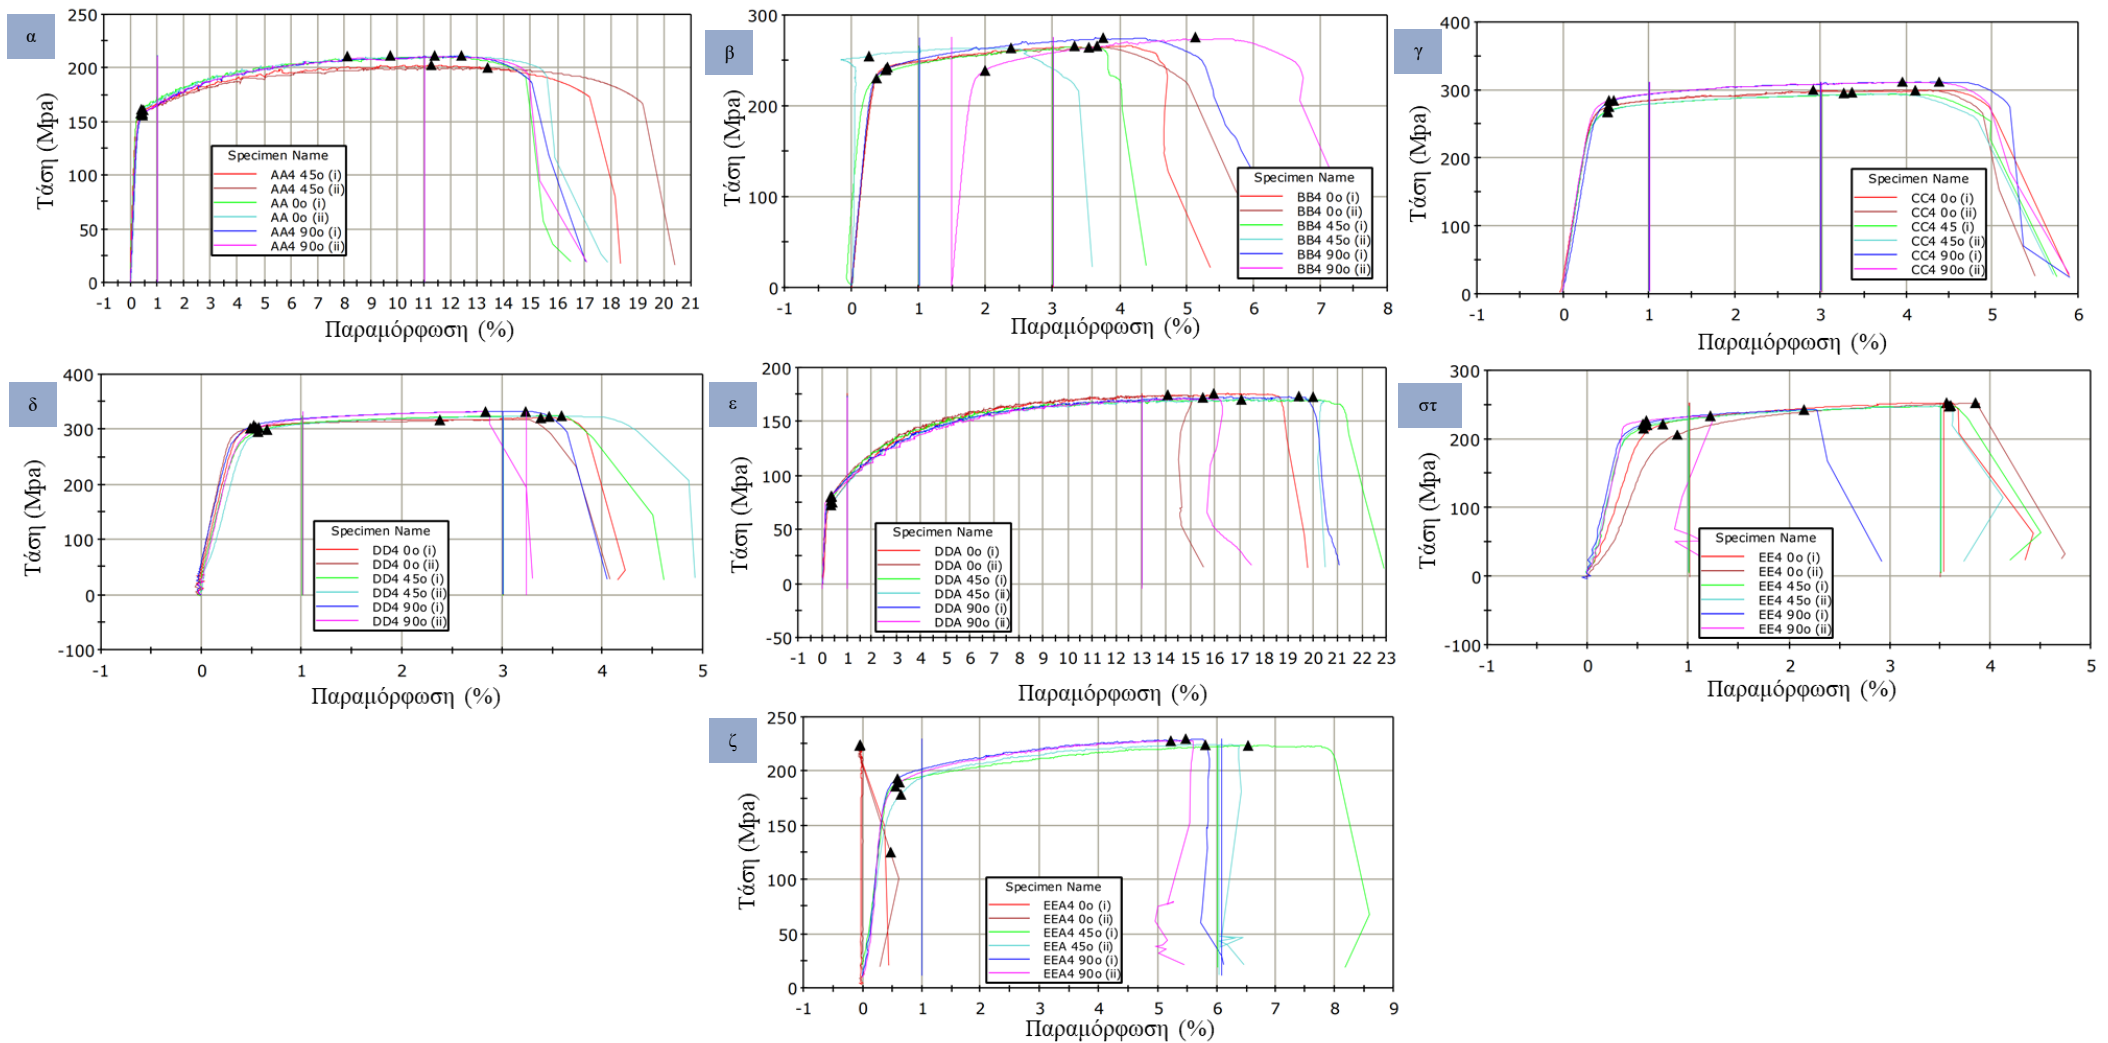 α
250
200
150
100
50
0
-1 0 1 2 3 4 5 6 7 8 9 10 11 12 13 14 15 16 17 18 19 20 21
Τάση (Mpa)
Παραμόρφωση (%)
Specimen Name
AA4 45o (i)
AA4 45o (ii)
AA 0o (i)
AA 0o (ii)
AA4 90o (i)
AA4 90o (ii)
β
300
200
100
0
-1 0 1 2 3 4 5 6 7 8
Τάση (Mpa)
Παραμόρφωση (%)
Specimen Name
BB4 0o (i)
BB4 0o (ii)
BB4 45o (i)
BB4 45o (ii)
BB4 90o (i)
BB4 90o (ii)
γ
400
300
200
100
0
-1 0 1 2 3 4 5 6
Τάση (Mpa)
Παραμόρφωση (%)
Specimen Name
CC4 0o (i)
CC4 0o (ii)
CC4 45 (i)
CC4 45o (ii)
CC4 90o (i)
CC4 90o (ii)
δ
400
300
200
100
0
-100
-1 0 1 2 3 4 5
Τάση (Mpa)
Παραμόρφωση (%)
Specimen Name
DD4 0o (i)
DD4 0o (ii)
DD4 45o (i)
DD4 45o (ii)
DD4 90o (i)
DD4 90o (ii)
ε
200
150
100
50
0
-50
-1 0 1 2 3 4 5 6 7 8 9 10 11 12 13 14 15 16 17 18 19 20 21 22 23
Τάση (Mpa)
Παραμόρφωση (%)
Specimen Name
DDA 0o (i)
DDA 0o (ii)
DDA 45o (i)
DDA 45o (ii)
DDA 90o (i)
DDA 90o (ii)
στ
300
200
100
0
-100
-1 0 1 2 3 4 5
Τάση (Mpa)
Παραμόρφωση (%)
Specimen Name
EE4 0o (i)
EE4 0o (ii)
EE4 45o (i)
EE4 45o (ii)
EE4 90o (i)
EE4 90o (ii)
ζ
250
200
150
100
50
0
-1 0 1 2 3 4 5 6 7 8 9
Τάση (Mpa)
Παραμόρφωση (%)
Specimen Name
EEA4 0o (i)
EEA4 0o (ii)
EEA4 45o (i)
EEA 45o (ii)
EEA4 90o (i)
EEA4 90o (ii)